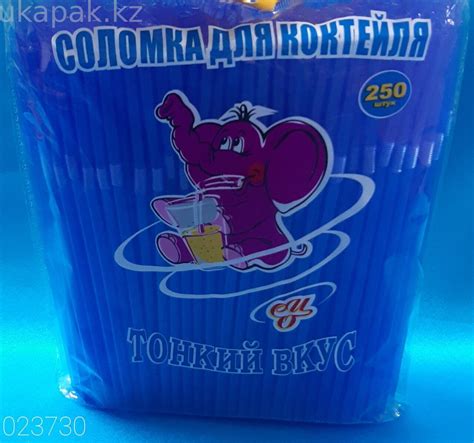 ukapak.kz
СОЛОМКА ДЛЯ КОКТЕЙЛЯ
250
штук
ТОНКИЙ ВКУС
023730